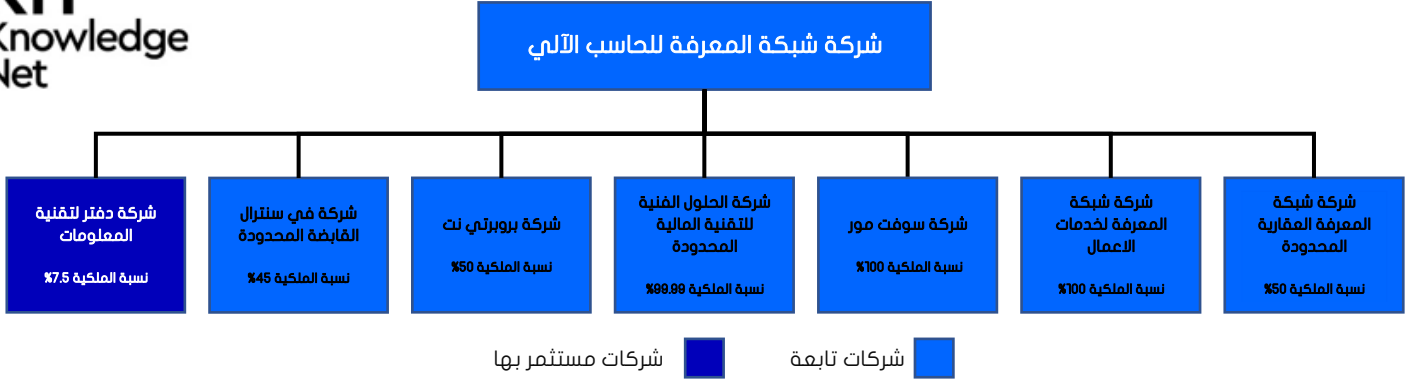 Knowledge
Net
شركة شبكة المعرفة للحاسب الآلي
شركة شبكة
المعرفة العقارية
المحدودة
نسبة الملكية 50%
شركة شبكة
المعرفة لخدمات
الاعمال
نسبة الملكية 100%
شركة سوفت مور
نسبة الملكية 100%
شركة الحلول الفنية
للتقنية المالية
المحدودة
نسبة الملكية 99.99%
شركة بروبرتي نت
نسبة الملكية 50%
شركة في سنترال
القابضة المحدودة
نسبة الملكية 45%
شركة دفتر لتقنية
المعلومات
نسبة الملكية 7.5%
شركات تابعة
شركات مستثمر بها